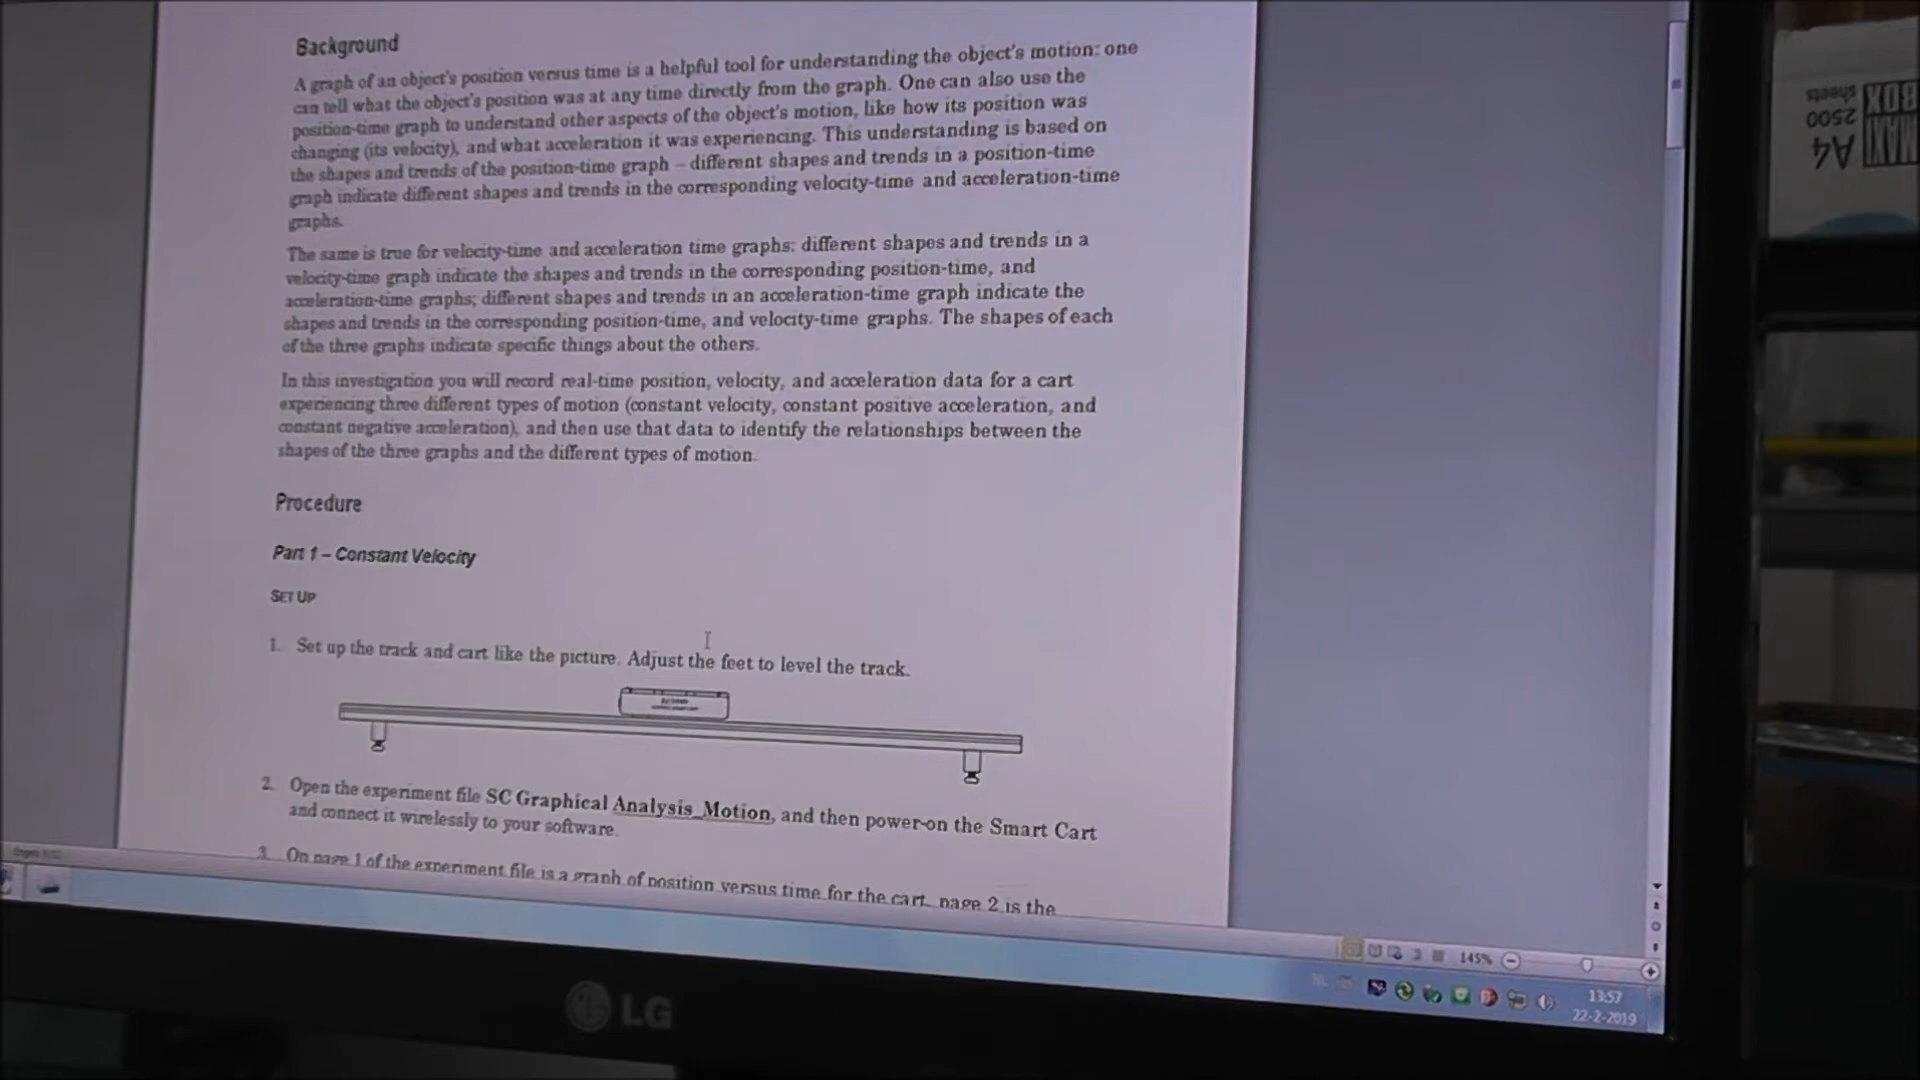 Background
A graph of an object's position versus time is a helpful tool for understanding the object's motion: one
can tell what the object's position was at any time directly from the graph. One can also use the
position-time graph to understand other aspects of the object's motion, like how its position was
changing (its velocity), and what acceleration it was experiencing. This understanding is based on
the shapes and trends of the position-time graph – different shapes and trends in a position-time
graph indicate different shapes and trends in the corresponding velocity-time and acceleration-time
graphs.
The same is true for velocity-time and acceleration time graphs: different shapes and trends in a
velocity-time graph indicate the shapes and trends in the corresponding position-time, and
acceleration-time graphs; different shapes and trends in an acceleration-time graph indicate the
shapes and trends in the corresponding position-time, and velocity-time graphs. The shapes of each
of the three graphs indicate specific things about the others.
In this investigation you will record real-time position, velocity, and acceleration data for a cart
experiencing three different types of motion (constant velocity, constant positive acceleration, and
constant negative acceleration), and then use that data to identify the relationships between the
shapes of the three graphs and the different types of motion.
Procedure
Part 1 – Constant Velocity
SET UP
1. Set up the track and cart like the picture. Adjust the feet to level the track.
2. Open the experiment file SC Graphical Analysis_Motion, and then power-on the Smart Cart
and connect it wirelessly to your software.
3. On page 1 of the experiment file is a graph of position versus time for the cart, page 2 is the
145%
13:57
22-2-2019
LG
MAXI BOX
2500 sheets
A4